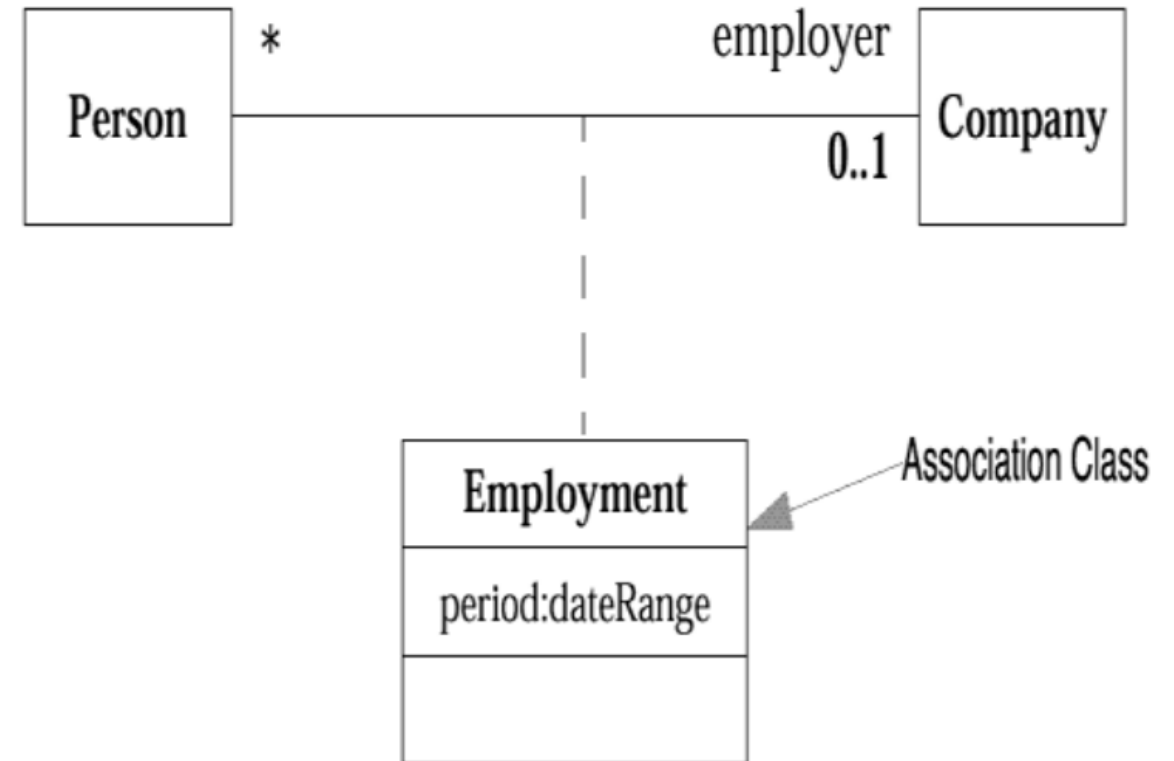 *
employer
Person
Company
0..1
Employment
Association Class
period:dateRange